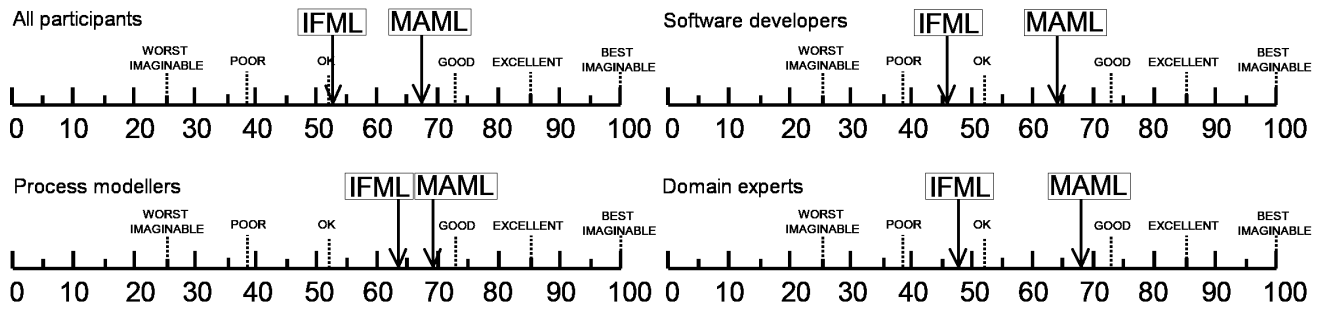 All participants
IFML MAML
WORST IMAGINABLE POOR OK GOOD EXCELLENT BEST IMAGINABLE
0 10 20 30 40 50 60 70 80 90 100
Software developers
IFML MAML
WORST IMAGINABLE POOR OK GOOD EXCELLENT BEST IMAGINABLE
0 10 20 30 40 50 60 70 80 90 100
Process modellers
IFML MAML
WORST IMAGINABLE POOR OK GOOD EXCELLENT BEST IMAGINABLE
0 10 20 30 40 50 60 70 80 90 100
Domain experts
IFML MAML
WORST IMAGINABLE POOR OK GOOD EXCELLENT BEST IMAGINABLE
0 10 20 30 40 50 60 70 80 90 100